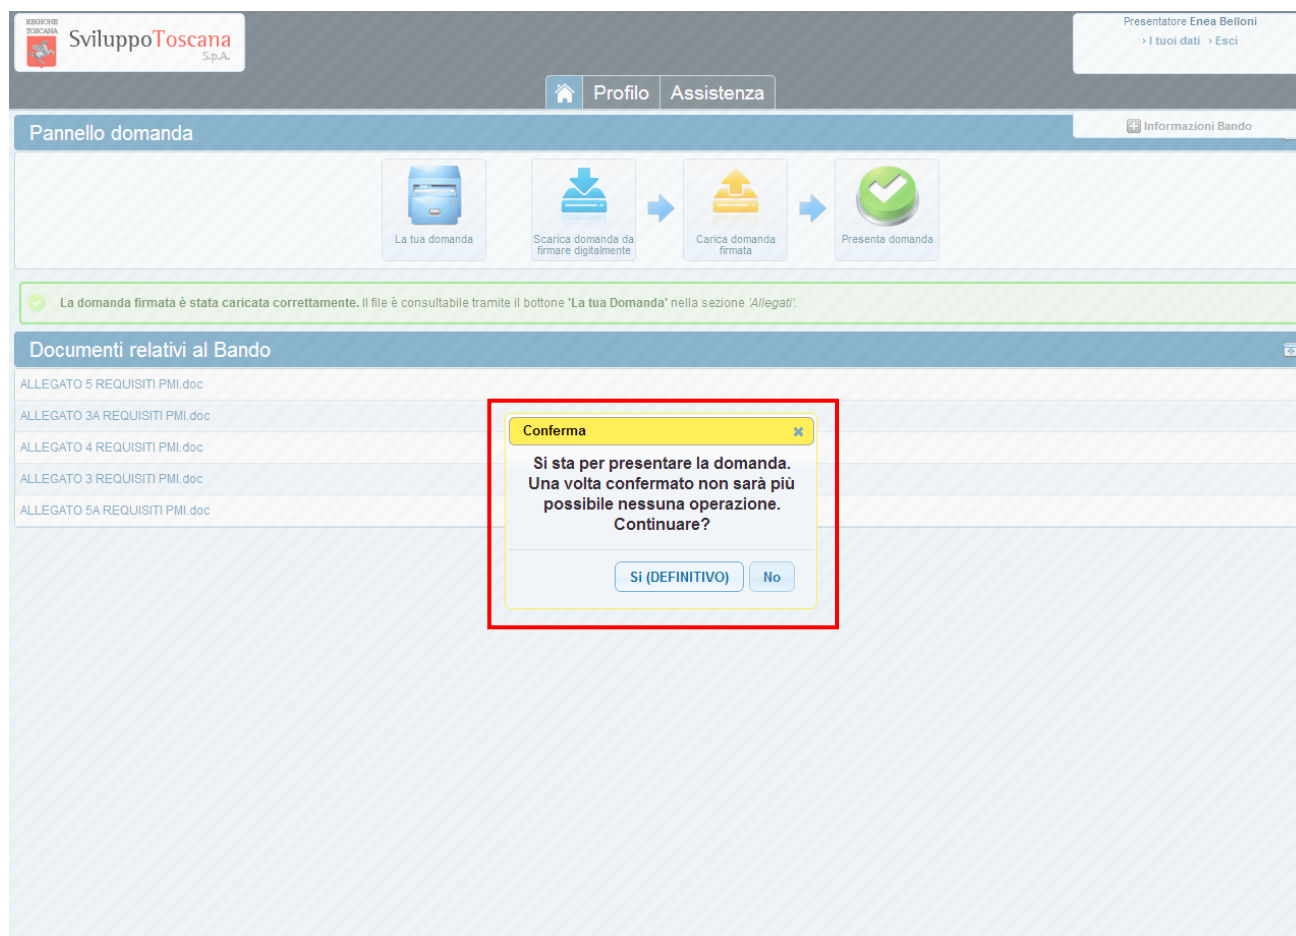 REGIONE
TOSCANA
SviluppoToscana
S.p.A.
Presentatore Enea Belloni
› I tuoi dati › Esci
Profilo
Assistenza
Pannello domanda
Informazioni Bando
La tua domanda
Scarica domanda da
firmare digitalmente
Carica domanda
firmata
Presenta domanda
La domanda firmata è stata caricata correttamente. Il file è consultabile tramite il bottone 'La tua Domanda' nella sezione 'Allegati'.
Documenti relativi al Bando
ALLEGATO 5 REQUISITI PMI.doc
ALLEGATO 3A REQUISITI PMI.doc
ALLEGATO 4 REQUISITI PMI.doc
ALLEGATO 3 REQUISITI PMI.doc
ALLEGATO 5A REQUISITI PMI.doc
Conferma
Si sta per presentare la domanda.
Una volta confermato non sarà più
possibile nessuna operazione.
Continuare?
Si (DEFINITIVO)
No